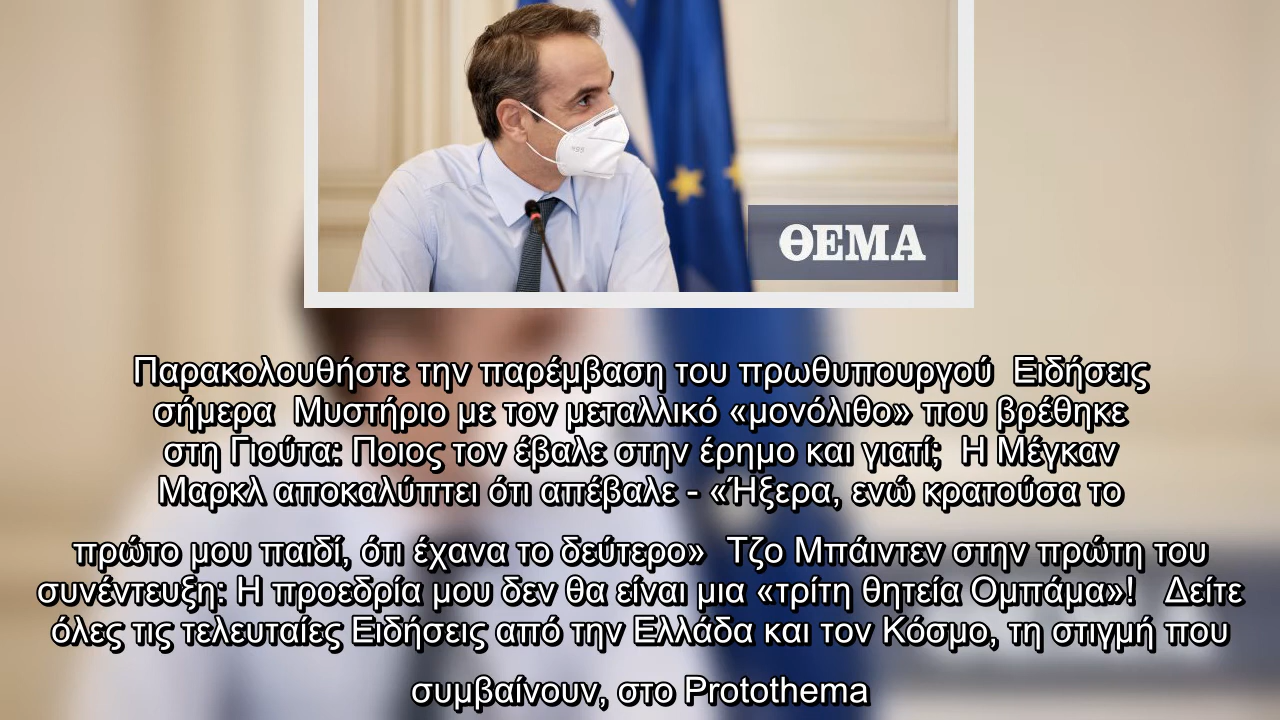 ΘΕΜΑ
Παρακολουθήστε την παρέμβαση του πρωθυπουργού  Ειδήσεις
σήμερα  Μυστήριο με τον μεταλλικό «μονόλιθο» που βρέθηκε
στη Γιούτα: Ποιος τον έβαλε στην έρημο και γιατί;  Η Μέγκαν
Μαρκλ αποκαλύπτει ότι απέβαλε - «Ήξερα, ενώ κρατούσα το
πρώτο μου παιδί, ότι έχανα το δεύτερο»  Τζο Μπάιντεν στην πρώτη του
συνέντευξη: Η προεδρία μου δεν θα είναι μια «τρίτη θητεία Ομπάμα»!   Δείτε
όλες τις τελευταίες Ειδήσεις από την Ελλάδα και τον Κόσμο, τη στιγμή που
συμβαίνουν, στο Protothema